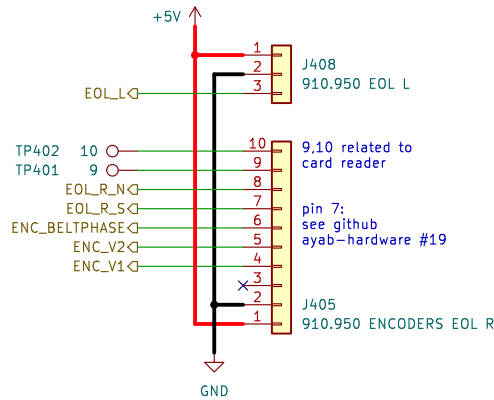 +5V
1
2
3
J408
910.950 EOL L
EOL_L
TP402 10
TP401 9
10
9
8
7
6
5
4
3
2
1
9,10 related to
card reader
EOL_R_N
EOL_R_S
ENC_BELTPHASE
ENC_V2
ENC_V1
pin 7:
see github
ayab-hardware #19
J405
910.950 ENCODERS EOL R
GND